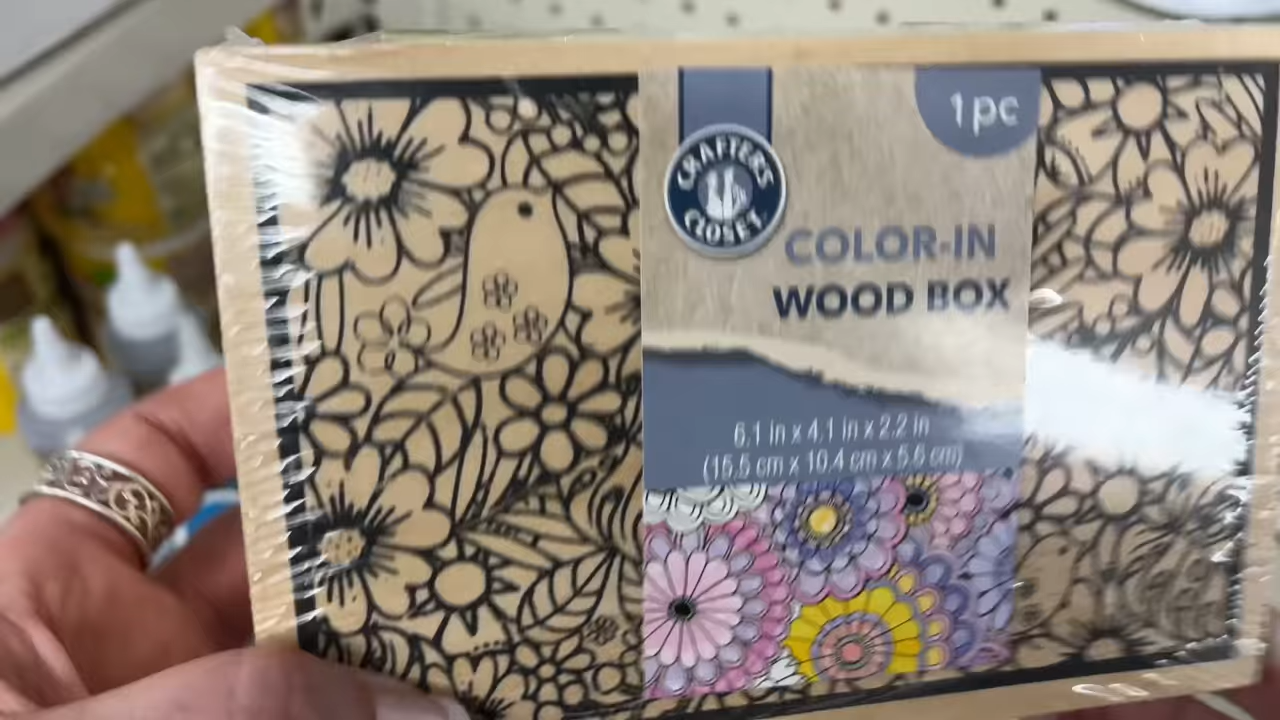 1 pc
CRAFTERS
CLOSET
COLOR-IN
WOOD BOX
6.1 in x 4.1 in x 2.2 in
(15.5 cm x 10.4 cm x 5.6 cm)